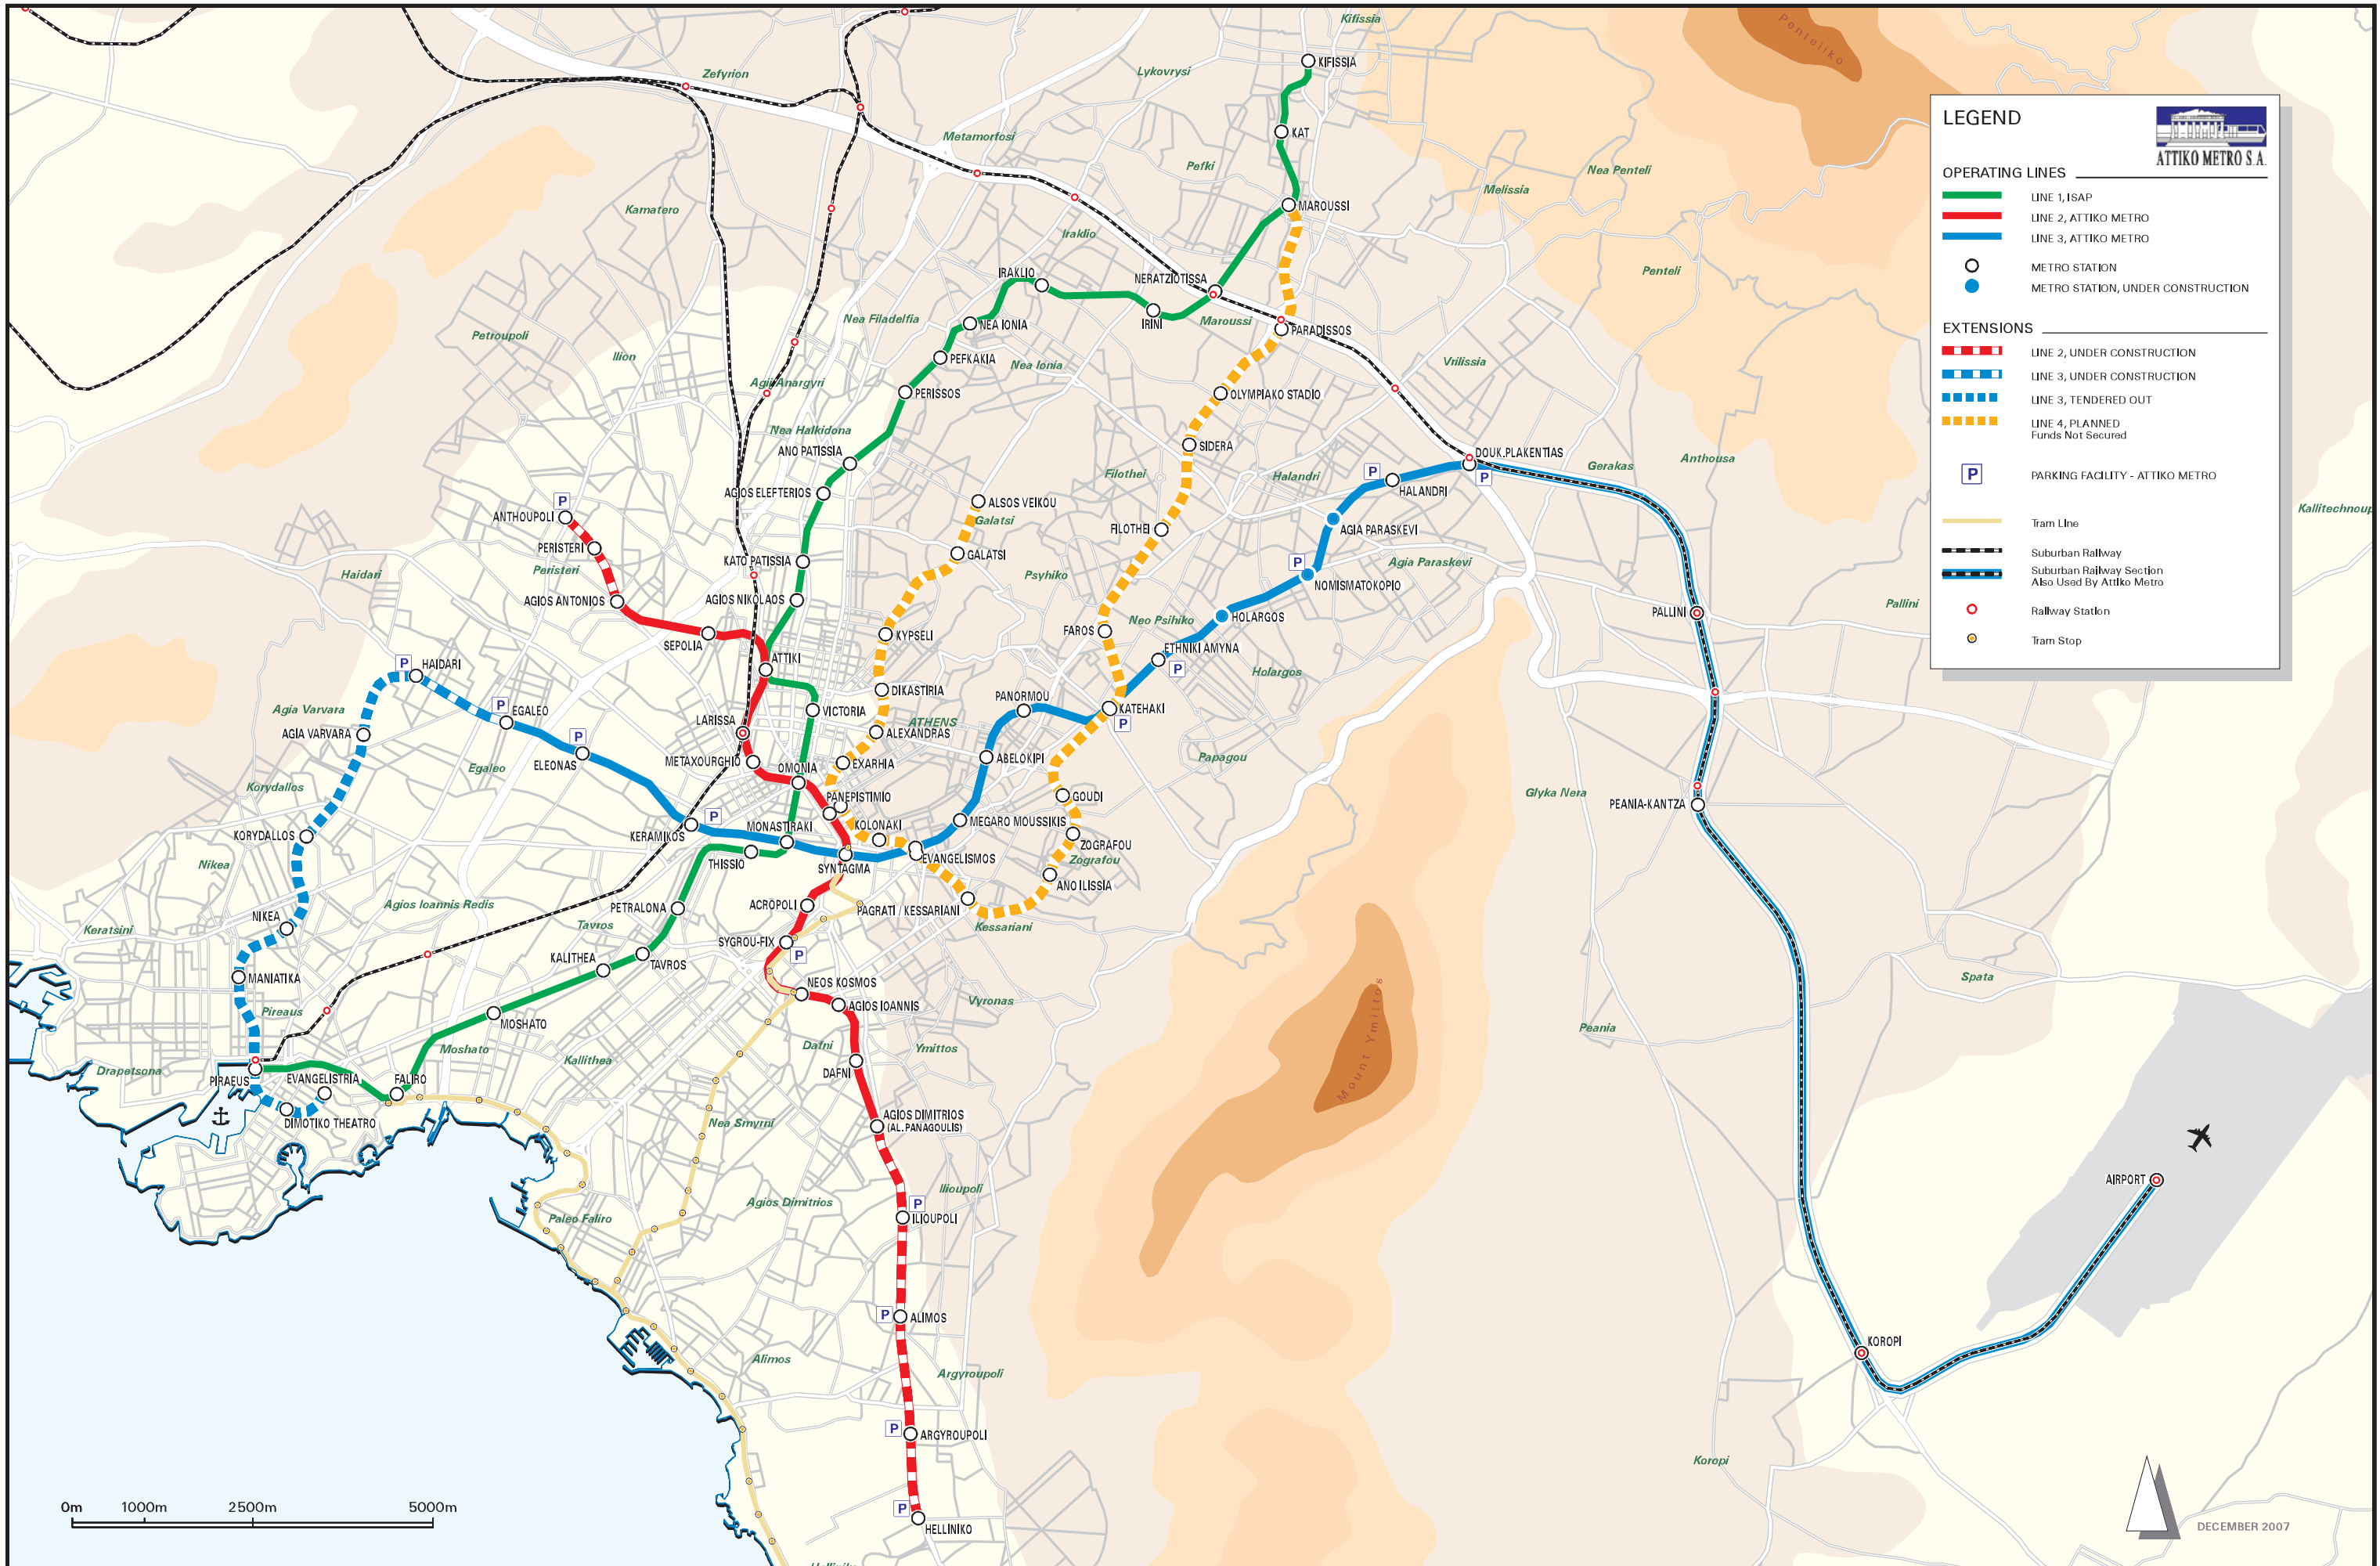 Kifissia
Penteliko
KIFISSIA
Lykovrysi
Zefyrion
KAT
Metamorfosi
Pefki
Nea Penteli
Melissia
MAROUSSI
Kamatero
Iraklio
Penteli
IRAKLIO
NERATZIOTISSA
Nea Filadelfia
NEA IONIA
IRINI
Maroussi
PARADISSOS
Petroupoli
Ilion
PEFKAKIA
Nea Ionia
Vrilissia
Agii Anargyri
PERISSOS
OLYMPIAKO STADIO
Nea Halkidona
ANO PATISSIA
SIDERA
DOUK.PLAKENTIAS
Anthousa
Gerakas
Filothei
Halandri
HALANDRI
P
P
AGIOS ELEFTERIOS
ALSOS VEIKOU
Galatsi
P
ANTHOUPOLI
FILOTHEI
AGIA PARASKEVI
PERISTERI
Peristeri
KATO PATISSIA
GALATSI
P
Agia Paraskevi
Haidari
Psyhiko
NOMISMATOKOPIO
AGIOS ANTONIOS
AGIOS NIKOLAOS
HOLARGOS
Neo Psihiko
FAROS
PALLINI
Pallini
SEPOLIA
KYPSELI
ETHNIKI AMYNA
P
Holargos
ATTIKI
P
HAIDARI
DIKASTIRIA
PANORMOU
KATEHAKI
P
Agia Varvara
AGIA VARVARA
P
EGALEO
LARISSA
VICTORIA
ATHENS
ALEXANDRAS
P
ELEONAS
METAXOURGHIO
OMONIA
EXARHIA
ABELOKIPI
Papagou
Egaleo
Korydallos
PANEPISTIMIO
GOUDI
Glyka Nera
PEANIA-KANTZA
KORYDALLOS
P
KERAMIKOS
MONASTIRAKI
KOLONAKI
MEGARO MOUSSIKIS
ZOGRAFOU
Zografou
Nikea
THISSIO
SYNTAGMA
EVANGELISMOS
ANO ILISSIA
Agios Ioannis Redis
PETRALONA
ACROPOLI
PAGRATI / KESSARIANI
Kessariani
NIKEA
Keratsini
Tavros
SYGROU-FIX
P
KALITHEA
TAVROS
MANIATIKA
NEOS KOSMOS
AGIOS IOANNIS
Vyronas
Spata
Pireaus
MOSHATO
Peania
Mount Ymittos
Moshato
Kallithea
Dafni
Ymittos
DAFNI
Drapetsona
PIRAEUS
EVANGELISTRIA
FALIRO
DIMOTIKO THEATRO
Nea Smyrni
AGIOS DIMITRIOS
(AL.PANAGOULIS)
Ilioupoli
Agios Dimitrios
P
ILIOUPOLI
Paleo Faliro
AIRPORT
P
ALIMOS
KOROPI
Alimos
Argyroupoli
P
ARGYROUPOLI
Koropi
P
HELLINIKO
0m 1000m 2500m 5000m
DECEMBER 2007
LEGEND
ATTIKO METRO S.A.
OPERATING LINES
LINE 1, ISAP
LINE 2, ATTIKO METRO
LINE 3, ATTIKO METRO
METRO STATION
METRO STATION, UNDER CONSTRUCTION
EXTENSIONS
LINE 2, UNDER CONSTRUCTION
LINE 3, UNDER CONSTRUCTION
LINE 3, TENDERED OUT
LINE 4, PLANNED
Funds Not Secured
P PARKING FACILITY - ATTIKO METRO
Tram Line
Suburban Railway
Suburban Railway Section
Also Used By Attiko Metro
Railway Station
Tram Stop